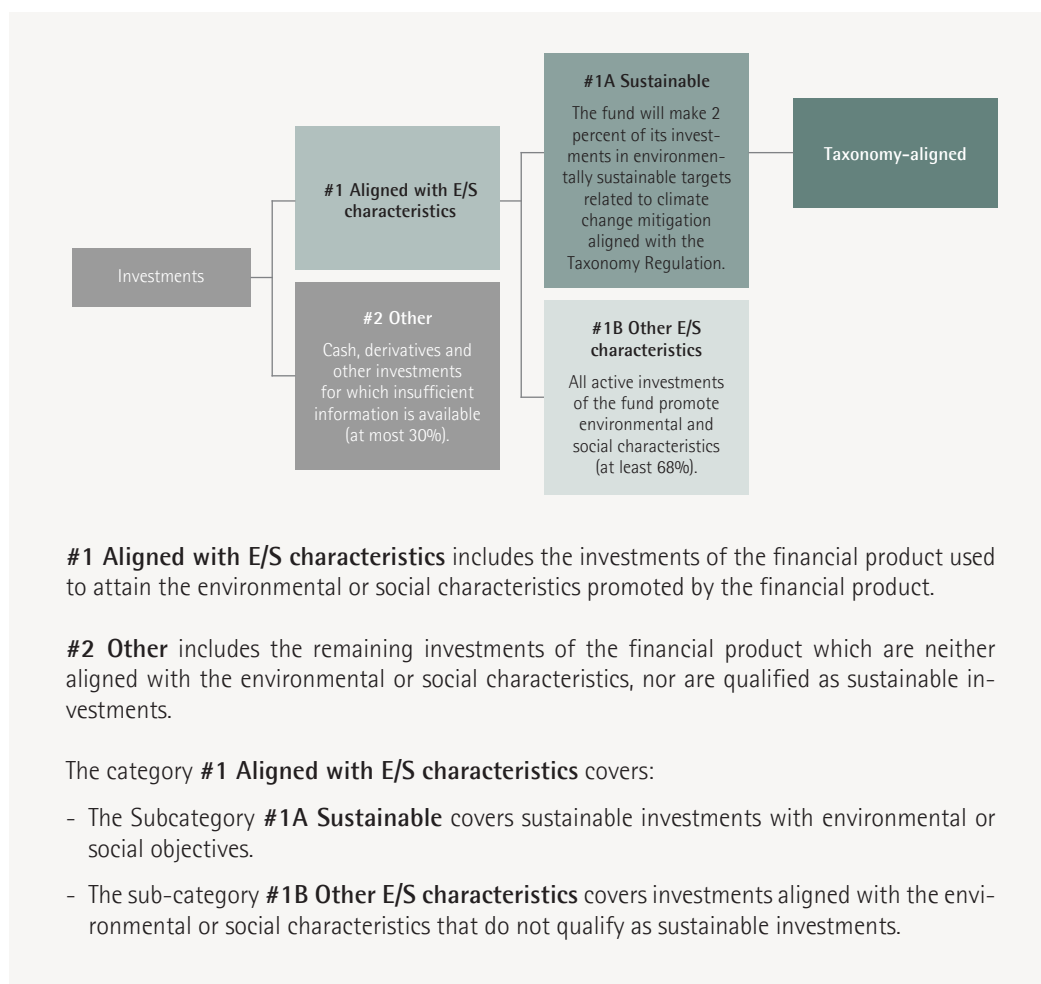 Investments
#1 Aligned with E/S
characteristics
#2 Other
Cash, derivatives and
other investments
for which insufficient
information is available
(at most 30%).
#1A Sustainable
The fund will make 2
percent of its invest-
ments in environmen-
tally sustainable targets
related to climate
change mitigation
aligned with the
Taxonomy Regulation.
#1B Other E/S
characteristics
All active investments
of the fund promote
environmental and
social characteristics
(at least 68%).
Taxonomy-aligned
#1 Aligned with E/S characteristics includes the investments of the financial product used
to attain the environmental or social characteristics promoted by the financial product.
#2 Other includes the remaining investments of the financial product which are neither
aligned with the environmental or social characteristics, nor are qualified as sustainable in-
vestments.
The category #1 Aligned with E/S characteristics covers:
- The Subcategory #1A Sustainable covers sustainable investments with environmental or
social objectives.
- The sub-category #1B Other E/S characteristics covers investments aligned with the envi-
ronmental or social characteristics that do not qualify as sustainable investments.